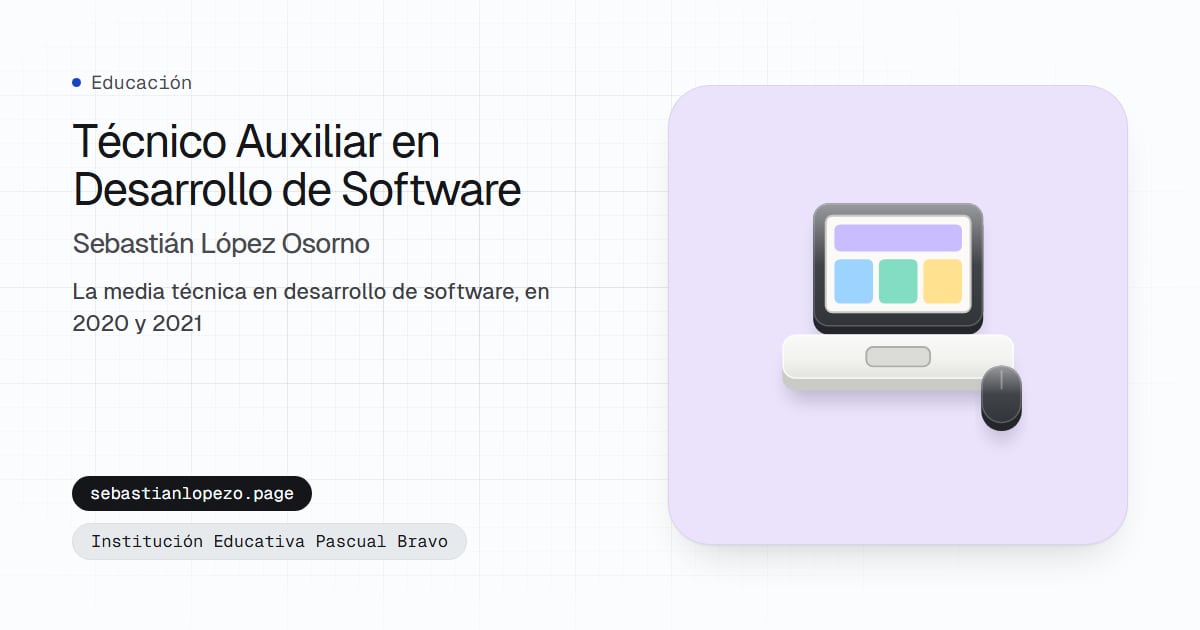 Educación
Técnico Auxiliar en
Desarrollo de Software
Sebastián López Osorno
La media técnica en desarrollo de software, en
2020 y 2021
sebastianlopezo.page
Institución Educativa Pascual Bravo